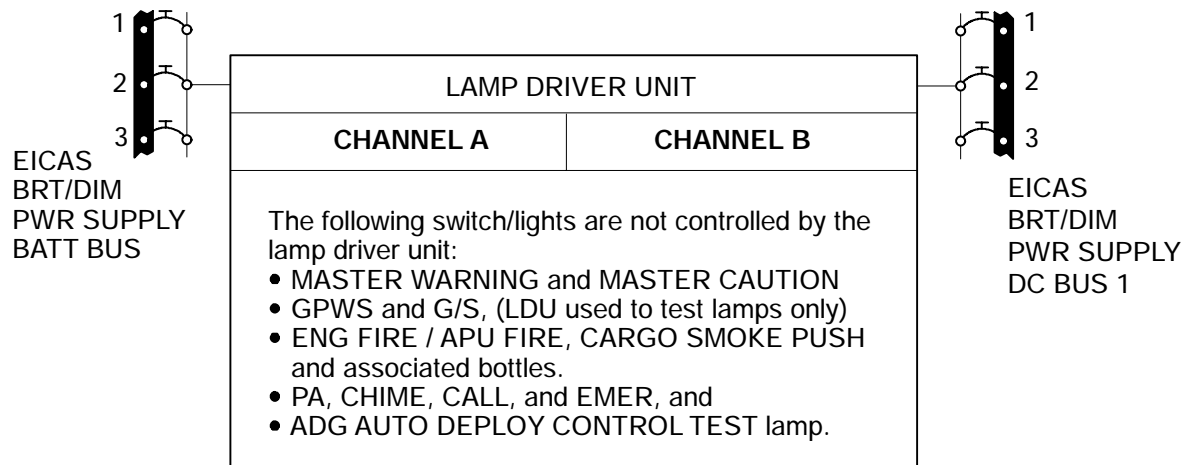 1
2
3
EICAS
BRT/DIM
PWR SUPPLY
BATT BUS
LAMP DRIVER UNIT
CHANNEL A
CHANNEL B
The following switch/lights are not controlled by the
lamp driver unit:
• MASTER WARNING and MASTER CAUTION
• GPWS and G/S, (LDU used to test lamps only)
• ENG FIRE / APU FIRE, CARGO SMOKE PUSH
and associated bottles.
• PA, CHIME, CALL, and EMER, and
• ADG AUTO DEPLOY CONTROL TEST lamp.
1
2
3
EICAS
BRT/DIM
PWR SUPPLY
DC BUS 1